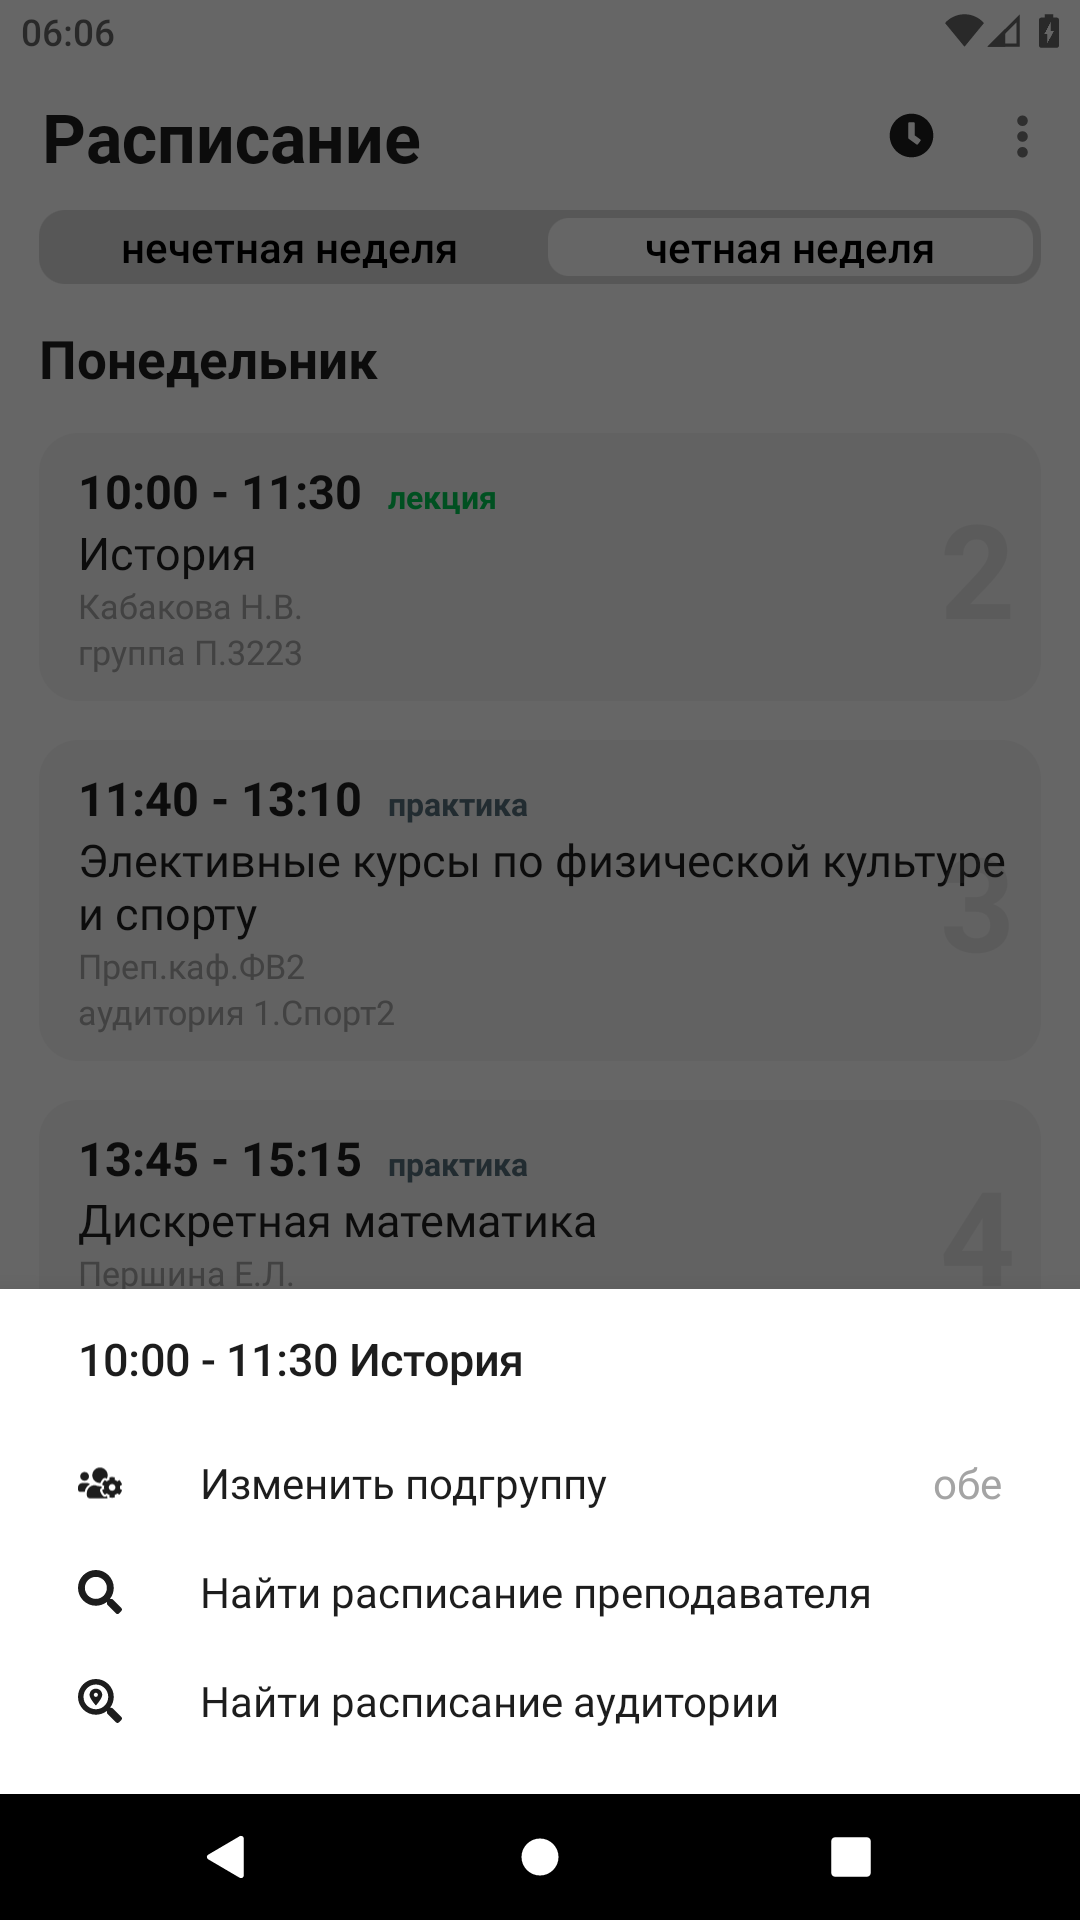 06:06
Расписание
нечетная неделя
четная неделя
Понедельник
10:00 - 11:30 лекция
История
Кабакова Н.В.
группа П.3223
2
11:40 - 13:10 практика
Элективные курсы по физической культуре
и спорту
Преп.каф.ФВ2
аудитория 1.Спорт2
3
13:45 - 15:15 практика
Дискретная математика
Першина Е.Л.
4
10:00 - 11:30 История
Изменить подгруппу
обе
Найти расписание преподавателя
Найти расписание аудитории